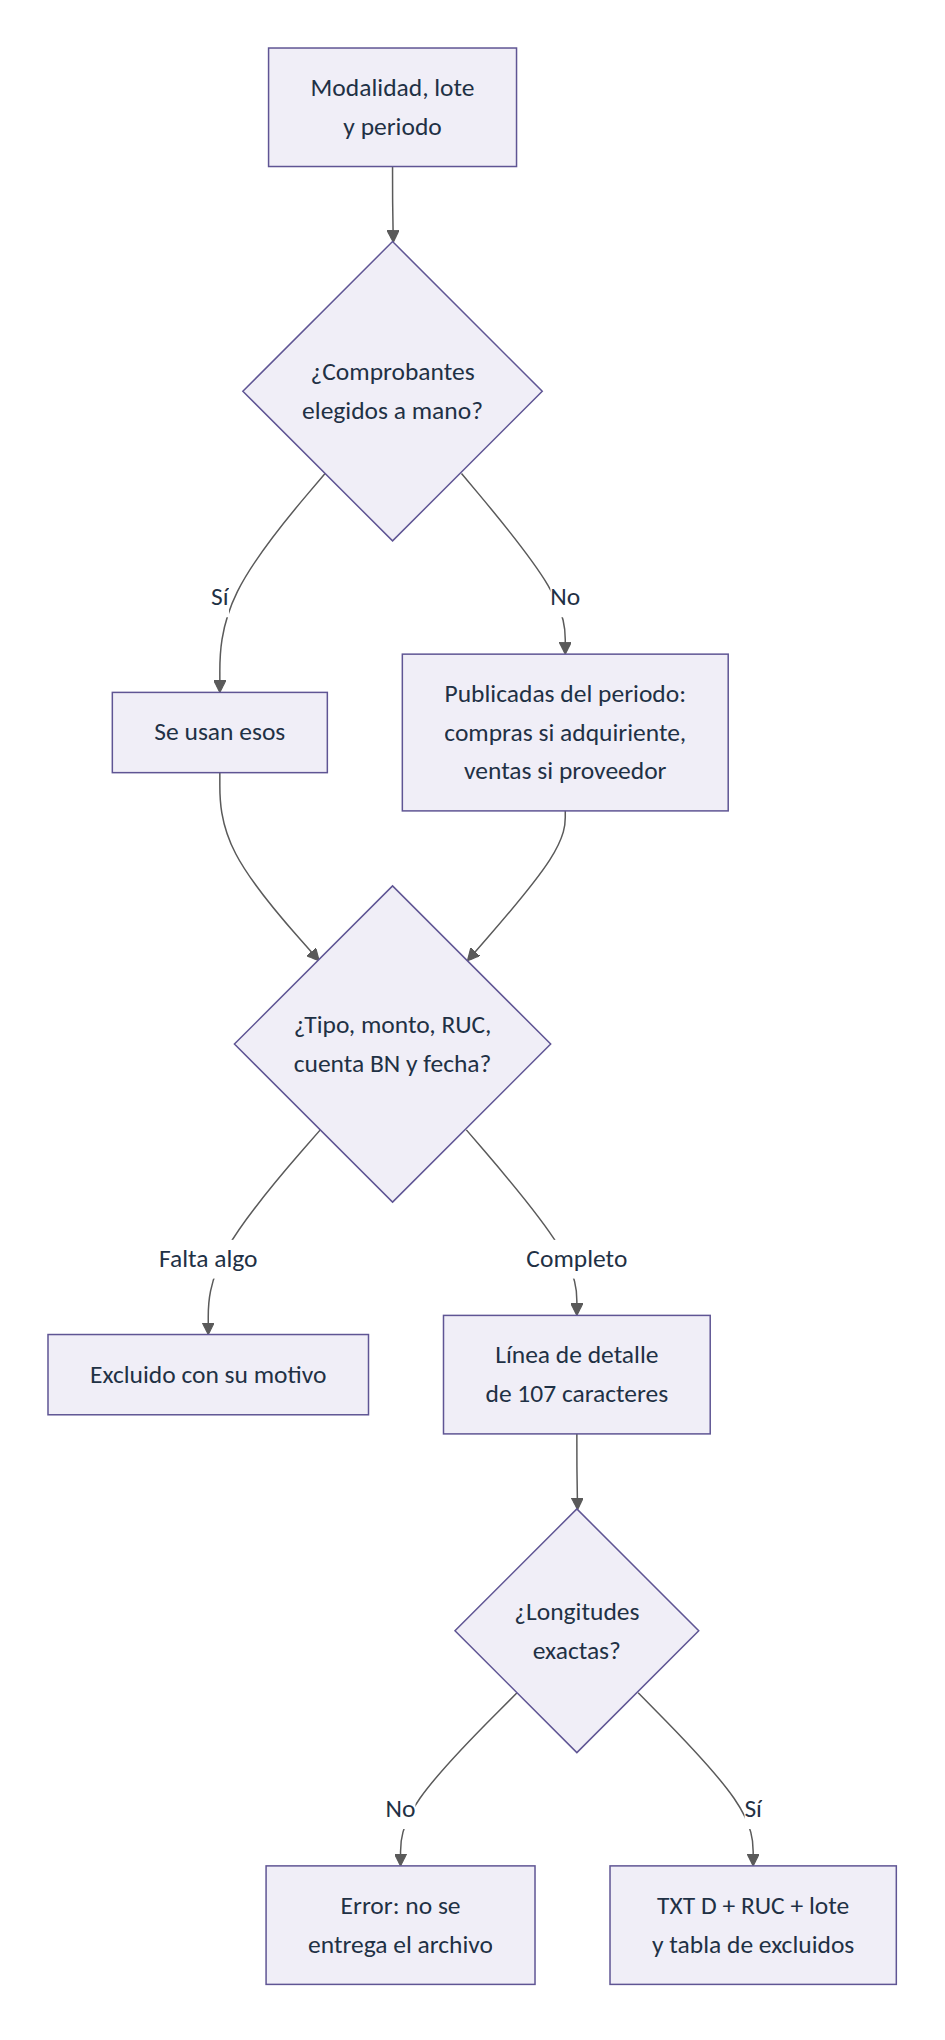 Modalidad, lote
y periodo
¿Comprobantes
elegidos a mano?
Sí
No
Se usan esos
Publicadas del periodo:
compras si adquiriente,
ventas si proveedor
¿Tipo, monto, RUC,
cuenta BN y fecha?
Falta algo
Completo
Excluido con su motivo
Línea de detalle
de 107 caracteres
¿Longitudes
exactas?
No
Sí
Error: no se
entrega el archivo
TXT D + RUC + lote
y tabla de excluidos